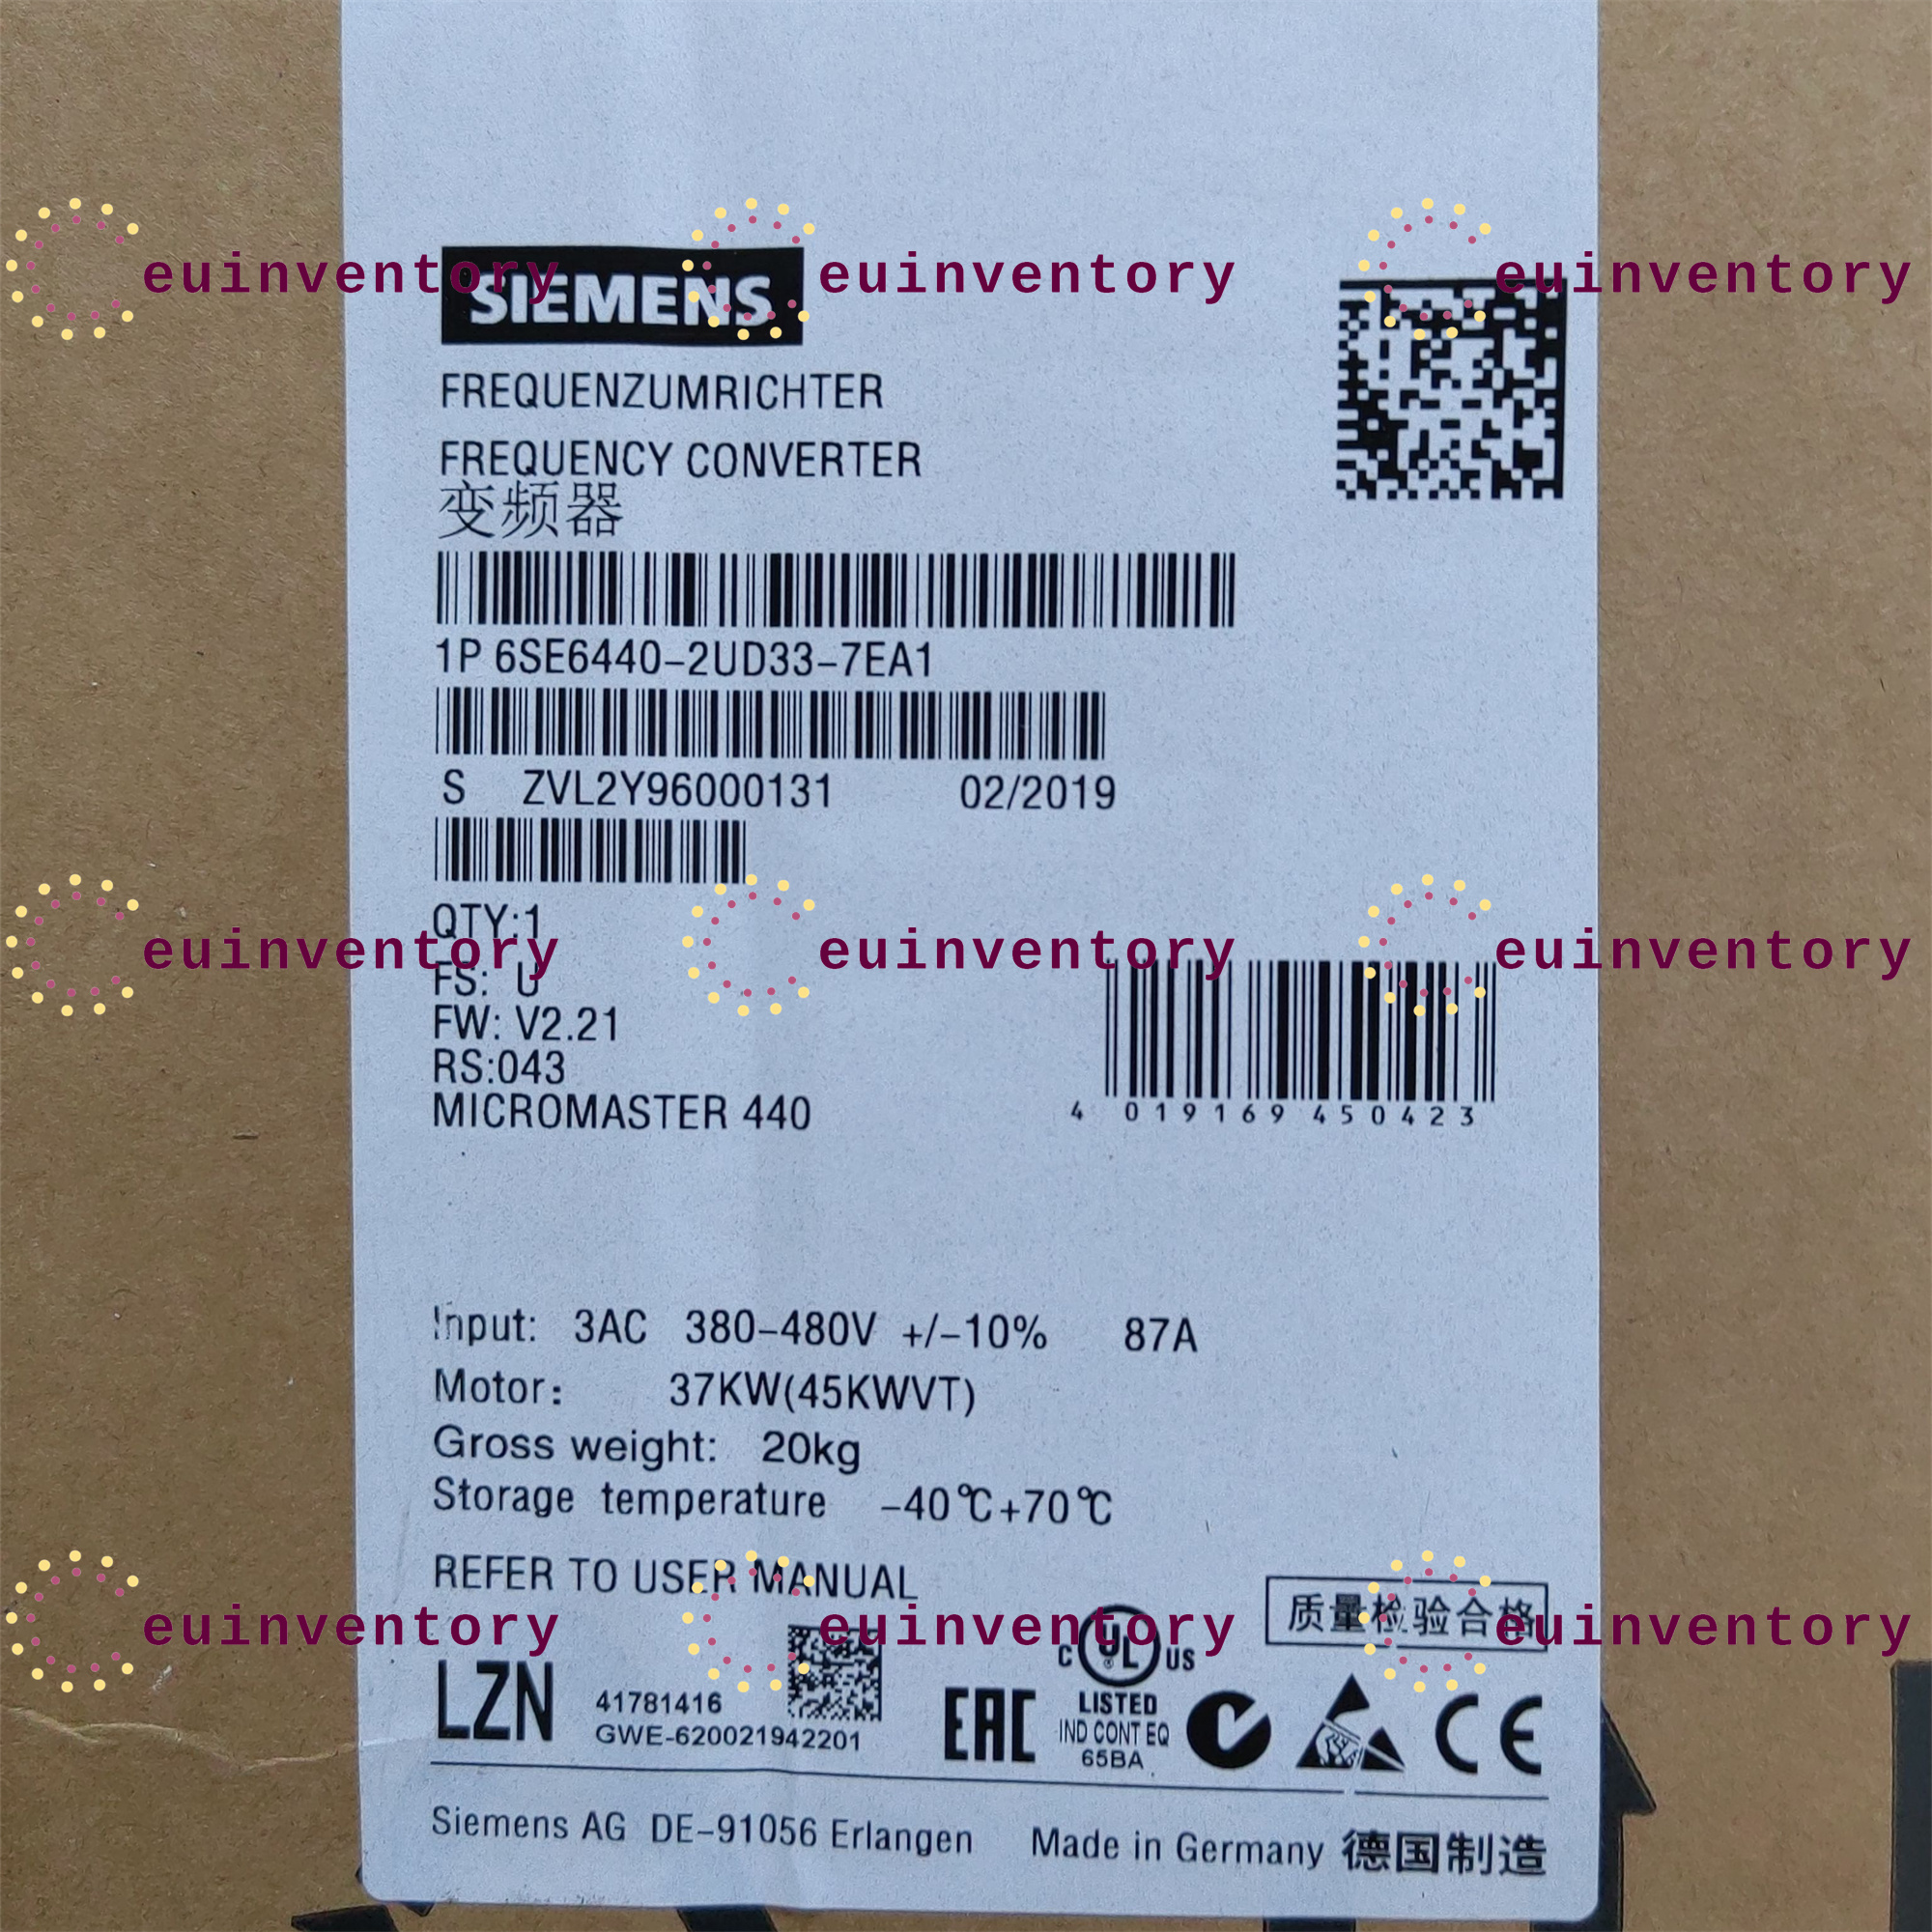 SIEMENS
FREQUENZUMRICHTER
FREQUENCY CONVERTER
变频器
1P 6SE6440-2UD33-7EA1
S ZVL2Y96000131 02/2019
QTY:1
FS: U
FW: V2.21
RS:043
MICROMASTER 440
4 019169 450423
Input: 3AC 380-480V +/-10% 87A
Motor: 37KW(45KWVT)
Gross weight: 20kg
Storage temperature -40℃+70℃
REFER TO USER MANUAL
质量检验合格
LZN 41781416
GWE-620021942201
EAC
C UL US
®
LISTED
IND CONT EQ
65BA
CE
Siemens AG DE-91056 Erlangen Made in Germany 德国制造
euinventory euinventory euinventory
euinventory euinventory euinventory
euinventory euinventory euinventory